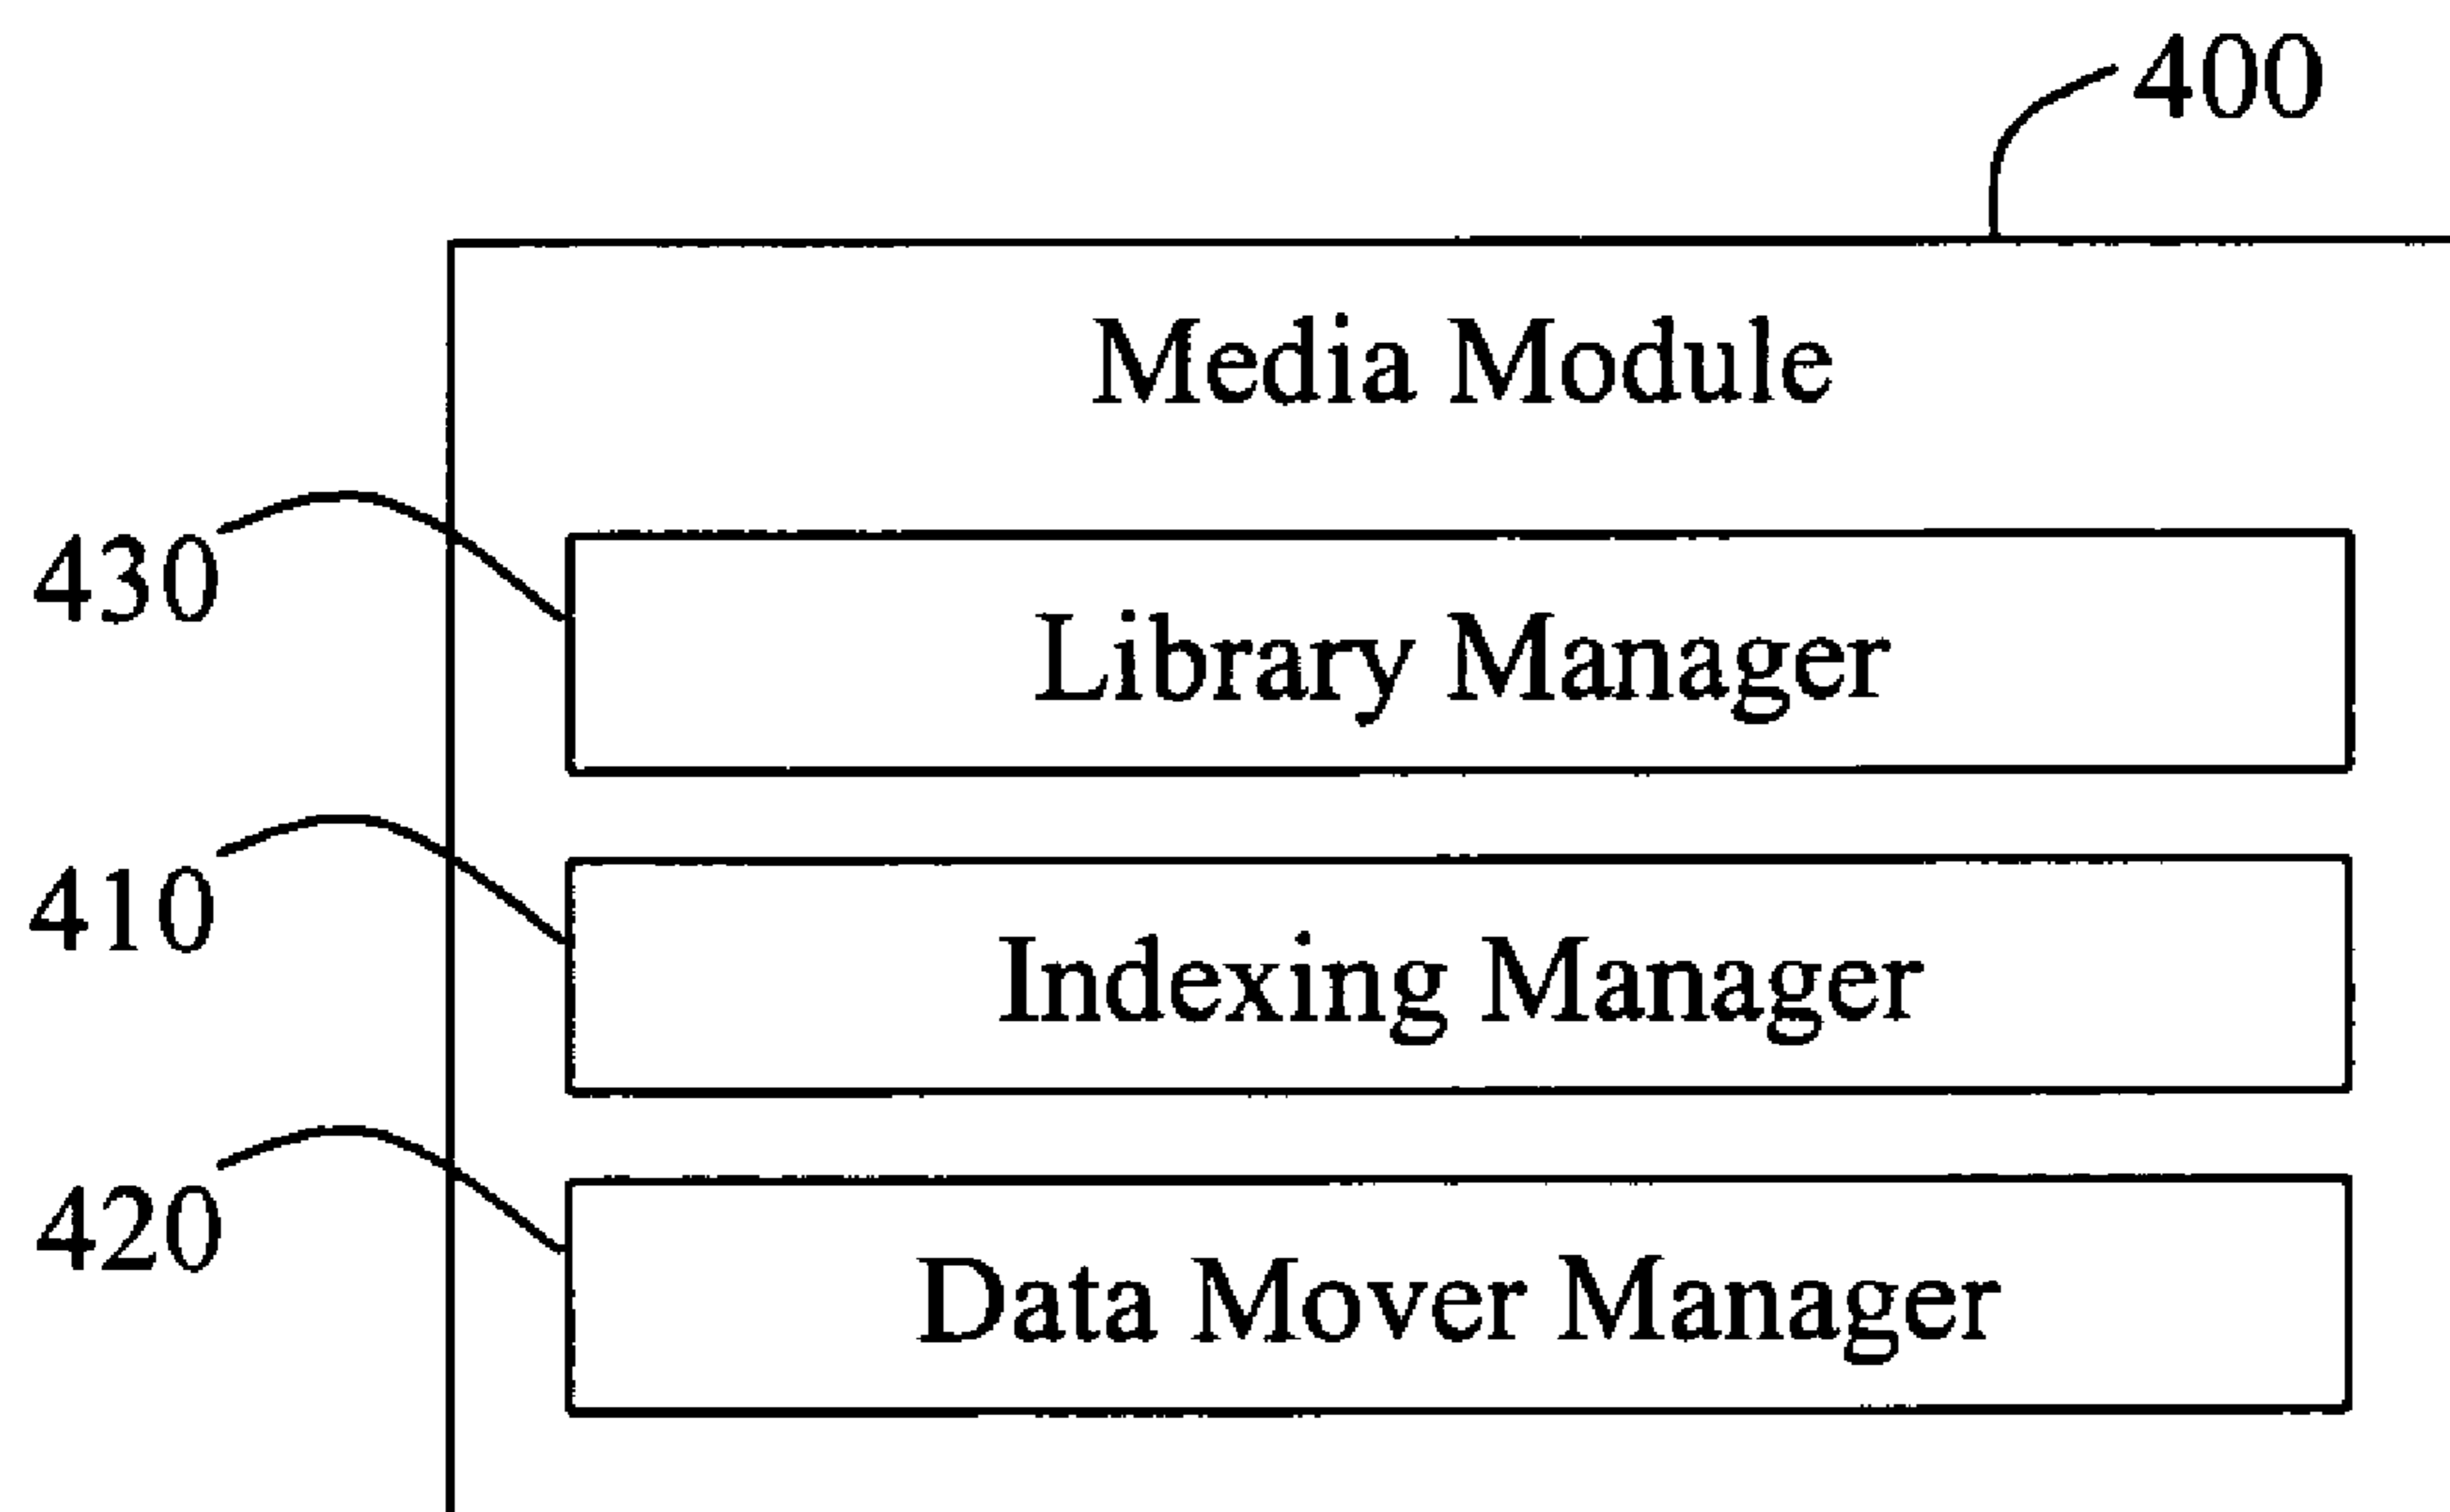 400
Media Module
430
Library Manager
410
Indexing Manager
420
Data Mover Manager